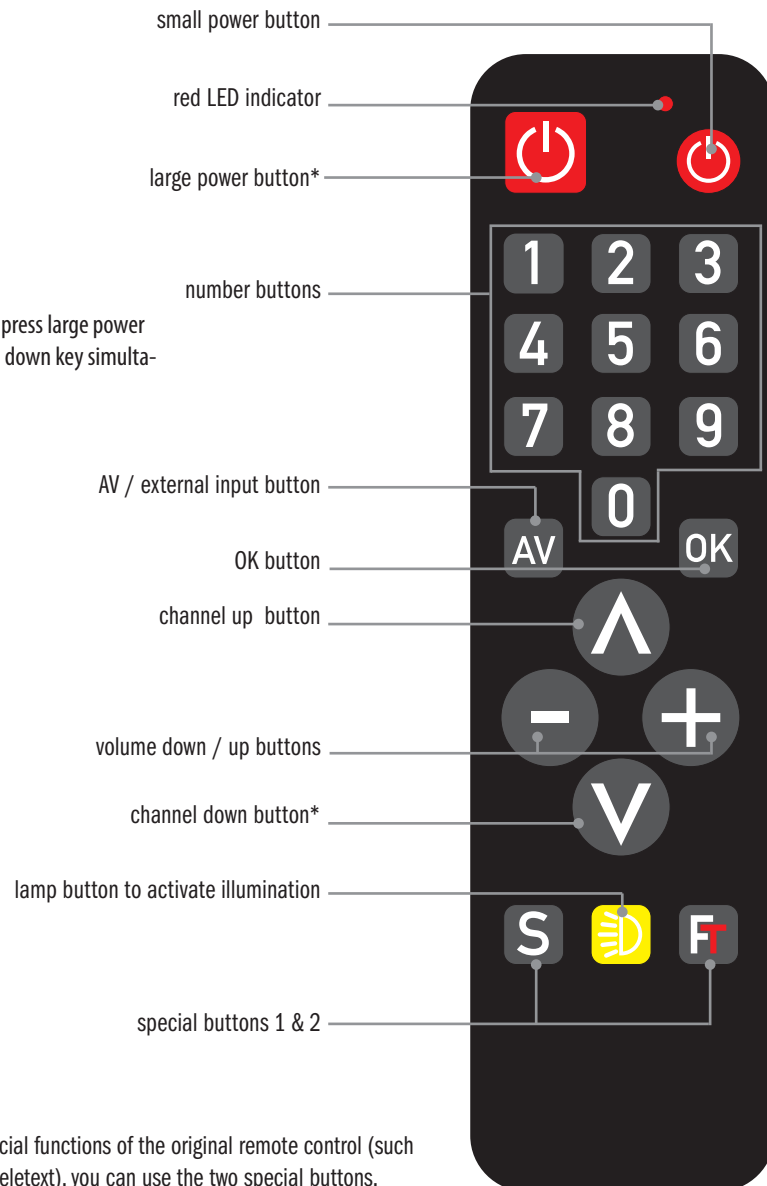 small power button
red LED indicator
large power button*
number buttons
press large power
down key simulta-
AV / external input button
OK button
channel up button
volume down / up buttons
channel down button*
lamp button to activate illumination
special buttons 1 & 2
1 2 3
4 5 6
7 8 9
0
AV OK
S FT
functions of the original remote control (such
you can use the two special buttons.